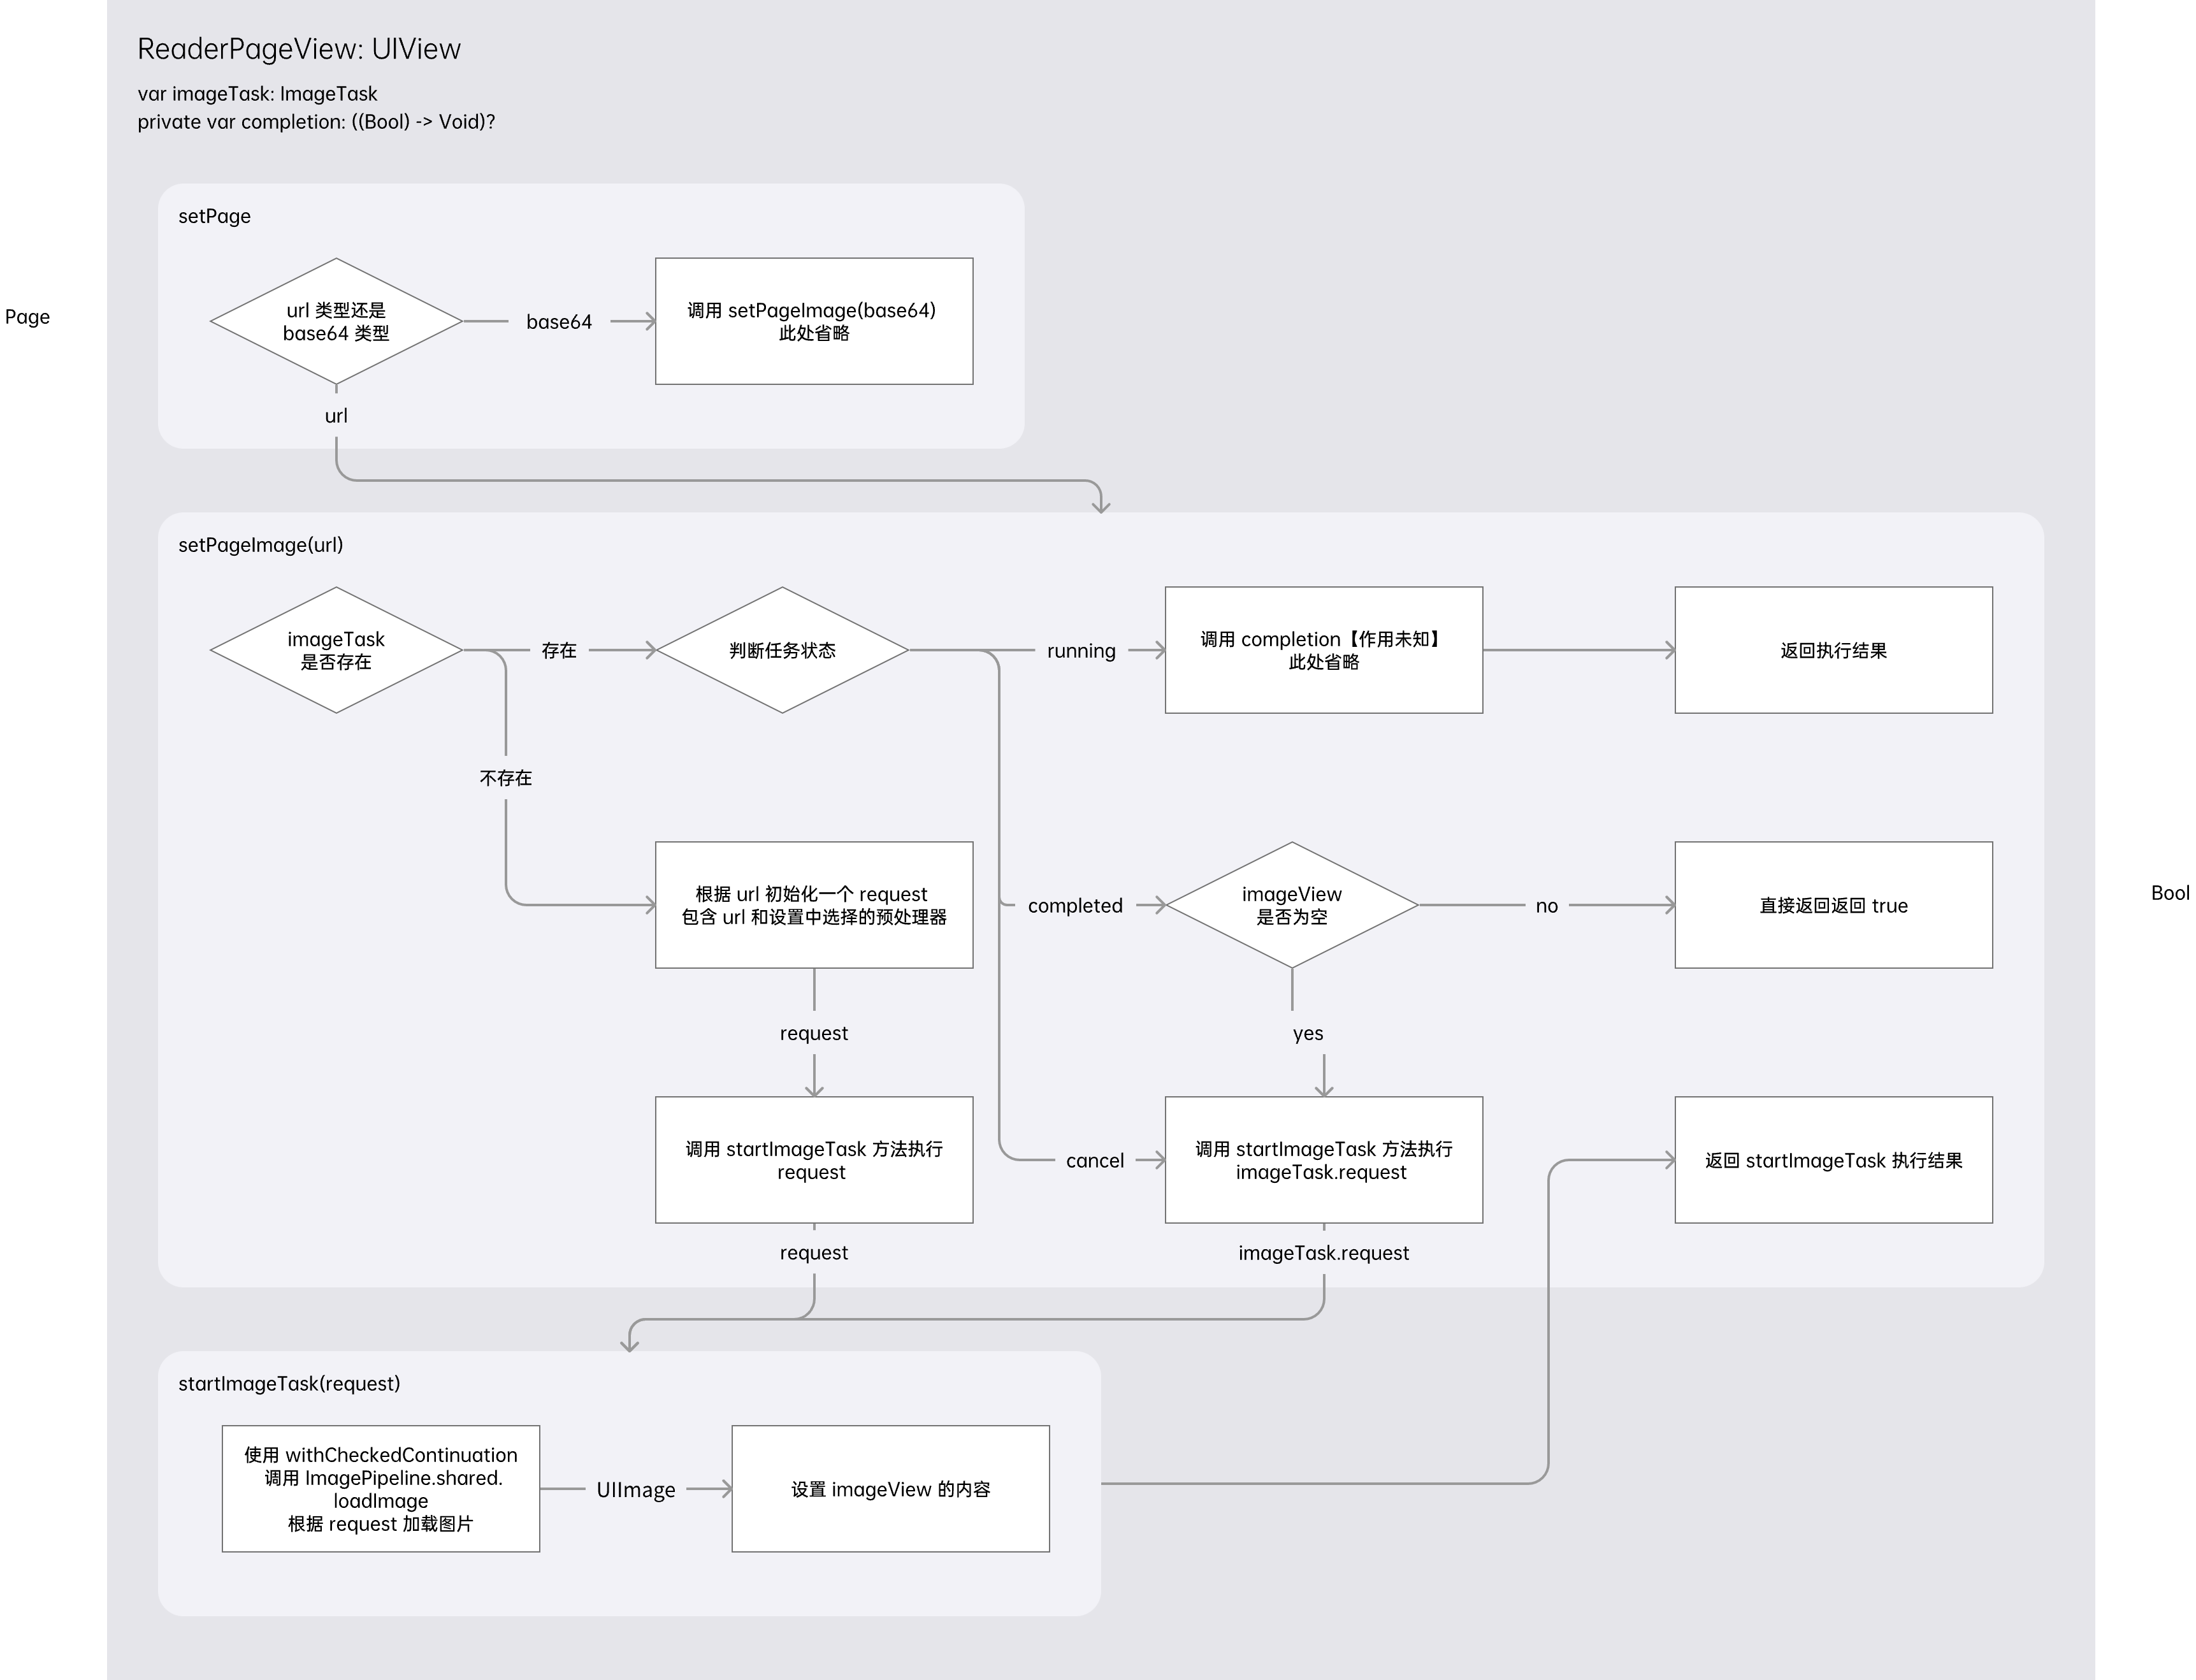 ReaderPageView: UIView
var imageTask: ImageTask
private var completion: ((Bool) -> Void)?
setPage
Page
url 类型还是
base64 类型
base64
调用 setPageImage(base64)
此处省略
url
setPageImage(url)
imageTask
是否存在
存在
判断任务状态
running
调用 completion【作用未知】
此处省略
返回执行结果
不存在
根据 url 初始化一个 request
包含 url 和设置中选择的预处理器
completed
imageView
是否为空
no
直接返回返回 true
Bool
request
yes
调用 startImageTask 方法执行
request
cancel
调用 startImageTask 方法执行
imageTask.request
返回 startImageTask 执行结果
request
imageTask.request
startImageTask(request)
使用 withCheckedContinuation
调用 ImagePipeline.shared.
loadImage
根据 request 加载图片
UIImage
设置 imageView 的内容